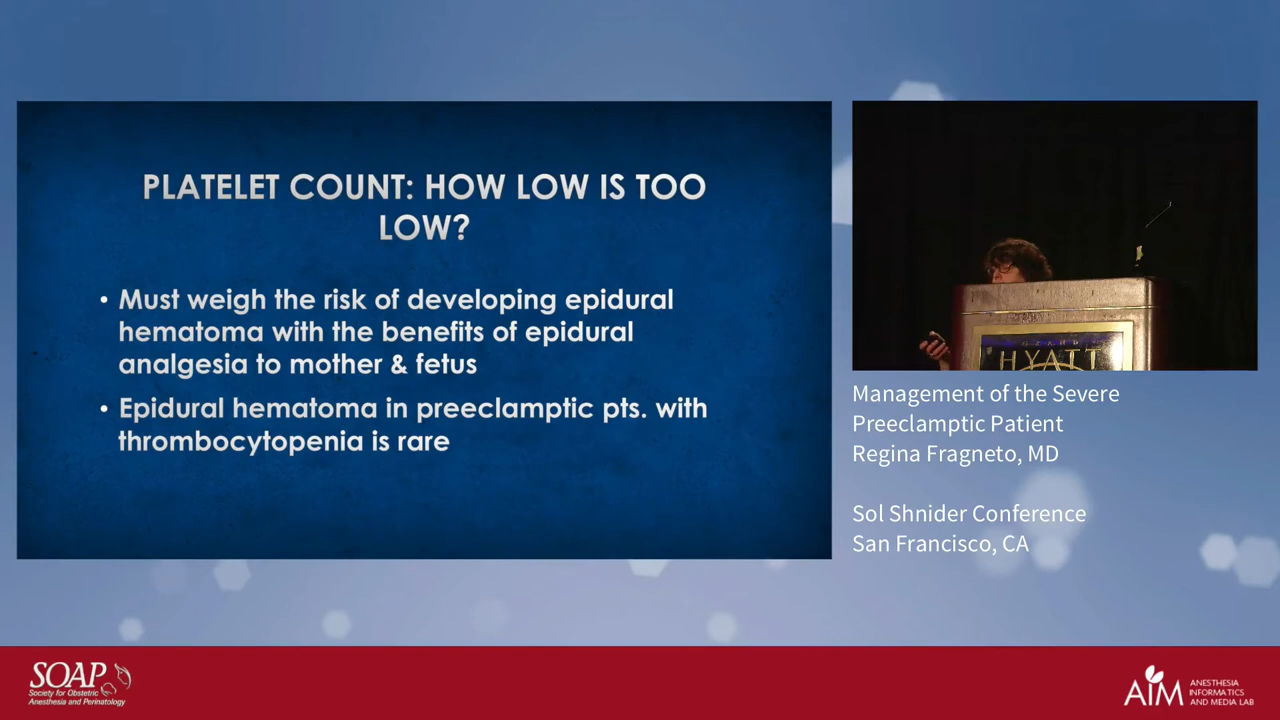 PLATELET COUNT: HOW LOW IS TOO
LOW?
• Must weigh the risk of developing epidural
hematoma with the benefits of epidural
analgesia to mother & fetus
• Epidural hematoma in preeclamptic pts. with
thrombocytopenia is rare
HYATT
Management of the Severe
Preeclamptic Patient
Regina Fragneto, MD
Sol Shnider Conference
San Francisco, CA
SOAP
Society for Obstetric
Anesthesia and Perinatology
AIM
ANESTHESIA
INFORMATICS
AND MEDIA LAB